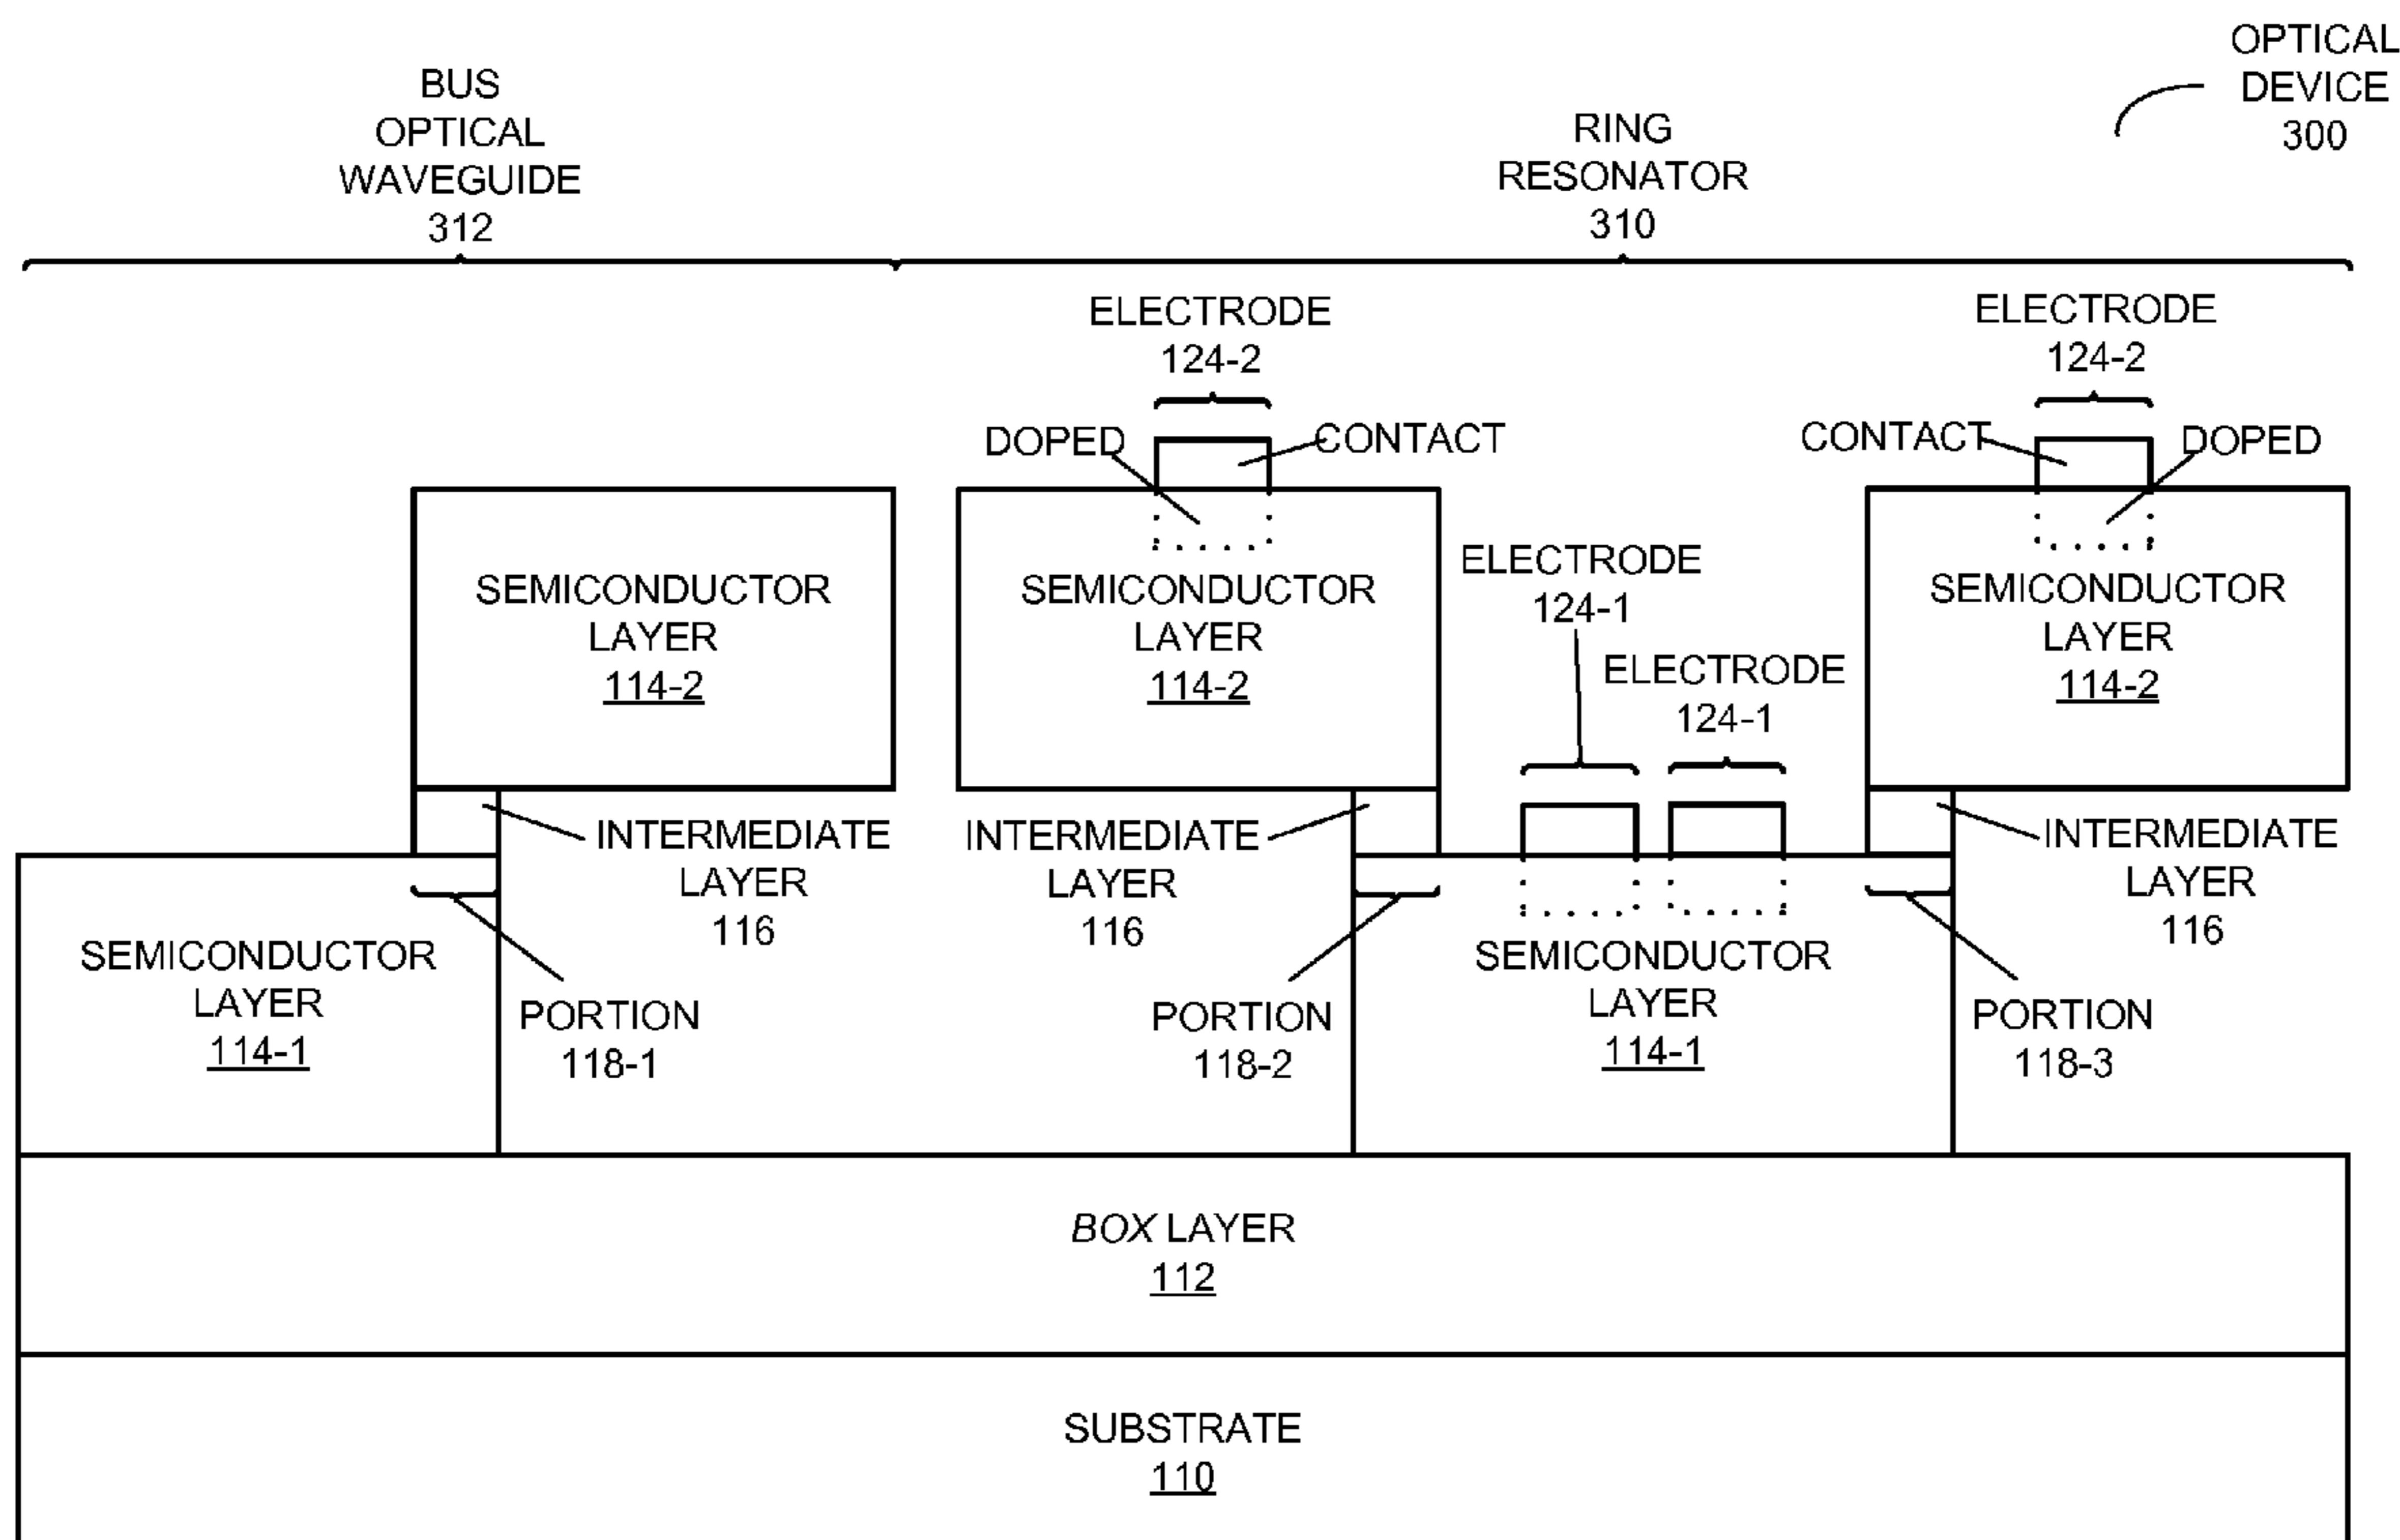 OPTICAL
DEVICE
300
BUS
OPTICAL
WAVEGUIDE
312
RING
RESONATOR
310
ELECTRODE
124-2
ELECTRODE
124-2
DOPED
CONTACT
CONTACT
DOPED
SEMICONDUCTOR
LAYER
114-2
SEMICONDUCTOR
LAYER
114-2
ELECTRODE
124-1
ELECTRODE
124-1
SEMICONDUCTOR
LAYER
114-2
INTERMEDIATE
LAYER
116
INTERMEDIATE
LAYER
116
INTERMEDIATE
LAYER
116
SEMICONDUCTOR
LAYER
114-1
PORTION
118-1
PORTION
118-2
SEMICONDUCTOR
LAYER
114-1
PORTION
118-3
BOX LAYER
112
SUBSTRATE
110